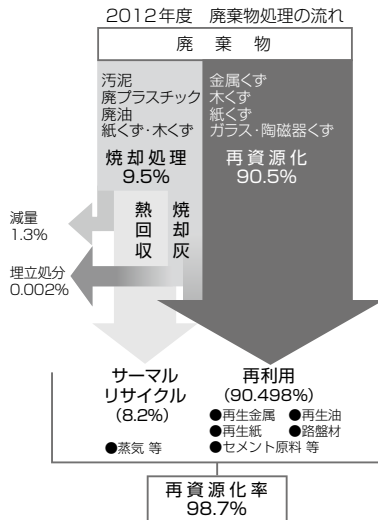 2012年度 廃棄物処理の流れ
廃棄物
汚泥
廃プラスチック
廃油
紙くず・木くず
焼却処理
9.5%
金属くず
木くず
紙くず
ガラス・陶磁器くず
再資源化
90.5%
減量
1.3%
熱回収
焼却灰
埋立処分
0.002%
サーマル
リサイクル
(8.2%)
●蒸気 等
再利用
(90.498%)
●再生金属 ●再生油
●再生紙 ●路盤材
●セメント原料 等
再資源化率
98.7%